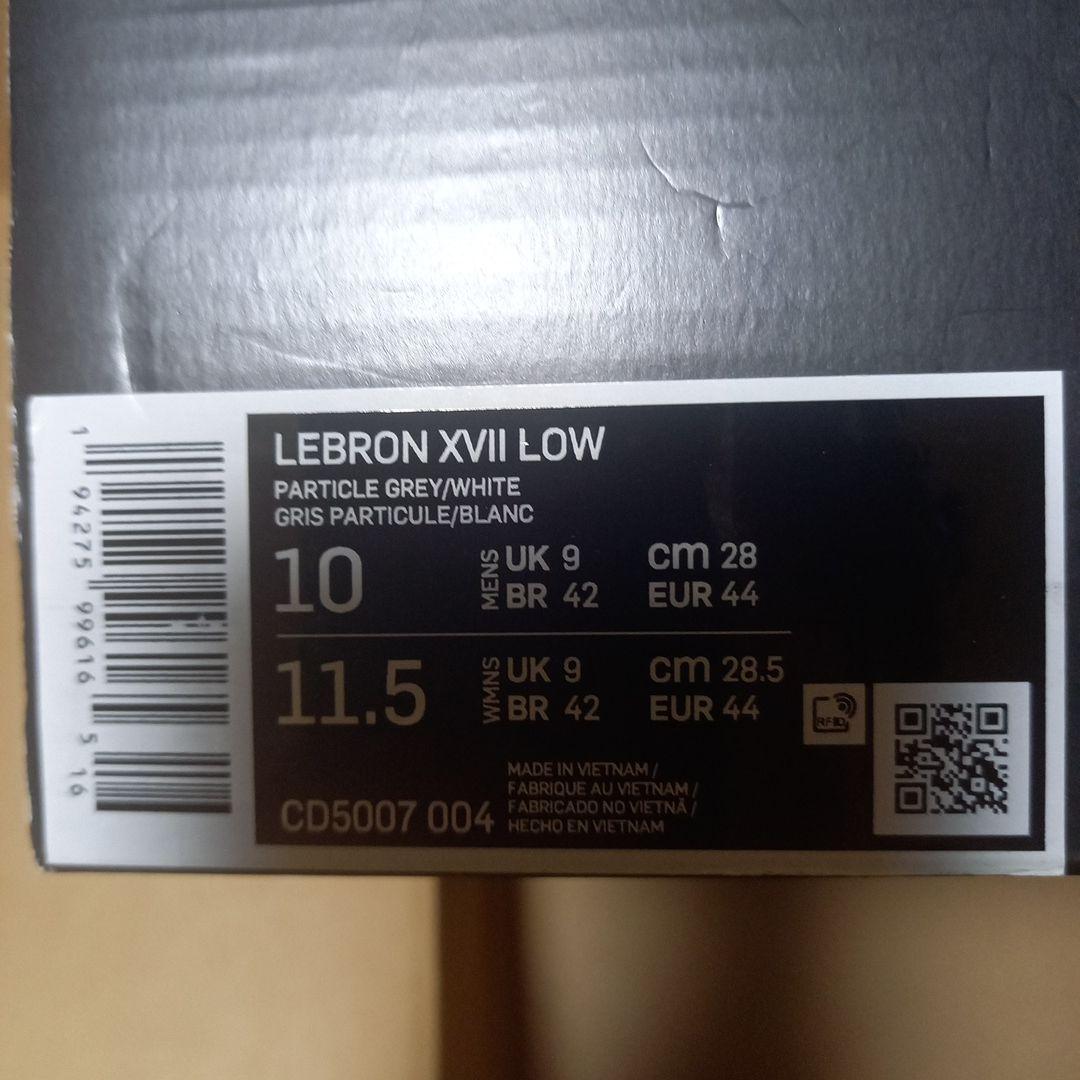 LEBRON XVII LOW
PARTICLE GREY/WHITE
GRIS PARTICULE/BLANC
10
MENS
UK 9 cm 28
BR 42 EUR 44
11.5
WMNS
UK 9 cm 28.5
BR 42 EUR 44
RFID
MADE IN VIETNAM /
FABRIQUE AU VIETNAM /
FABRICADO NO VIETNÃ /
HECHO EN VIETNAM
CD5007 004
1 94275 99616 5 16